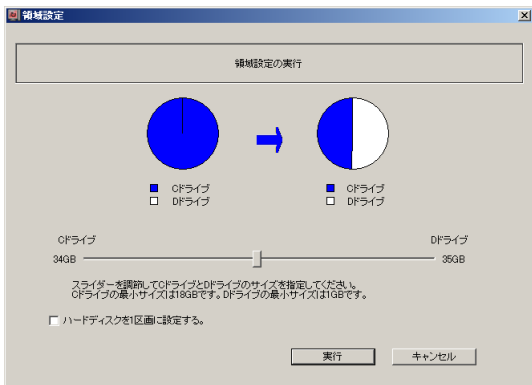 領域設定
領域設定の実行
Cドライブ
Dドライブ
Cドライブ
Dドライブ
Cドライブ
Dドライブ
34GB
35GB
スライダーを調節してCドライブとDドライブのサイズを指定してください。
Cドライブの最小サイズは18GBです。Dドライブの最小サイズは1GBです。
ハードディスクを1区画に設定する。
実行
キャンセル